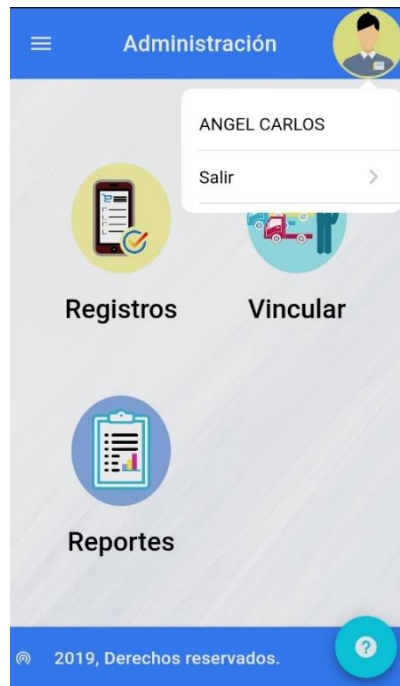 Administración
ANGEL CARLOS
Salir
Registros
Vincular
Reportes
2019, Derechos reservados.
?